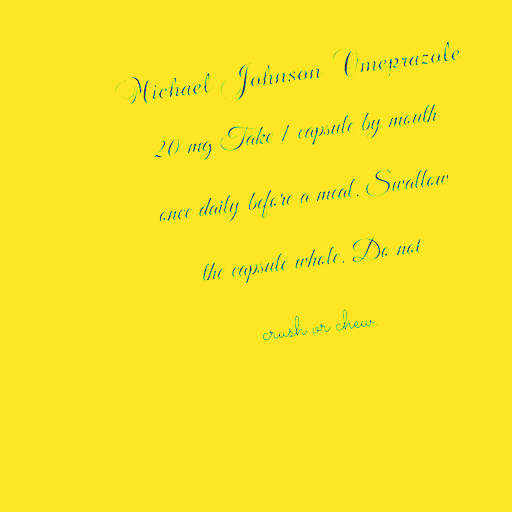 Michael Johnson Omeprazole
20 mg Take 1 capsule by mouth
once daily before a meal. Swallow
the capsule whole. Do not
crush or chew.